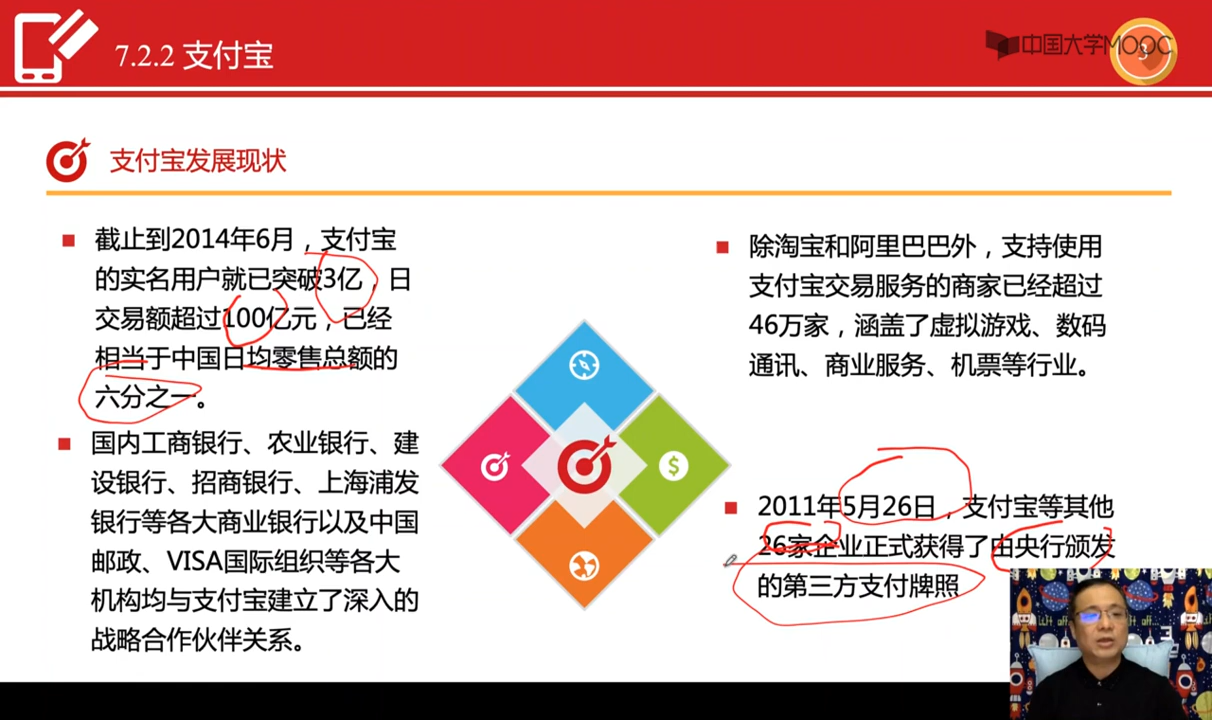 7.2.2 支付宝
中国大学MOOC
3
支付宝发展现状
截止到2014年6月，支付宝
的实名用户就已突破3亿，日
交易额超过100亿元，已经
相当于中国日均零售总额的
六分之一。
国内工商银行、农业银行、建
设银行、招商银行、上海浦发
银行等各大商业银行以及中国
邮政、VISA国际组织等各大
机构均与支付宝建立了深入的
战略合作伙伴关系。
除淘宝和阿里巴巴外，支持使用
支付宝交易服务的商家已经超过
46万家，涵盖了虚拟游戏、数码
通讯、商业服务、机票等行业。
$
2011年5月26日，支付宝等其他
26家企业正式获得了由央行颁发
的第三方支付牌照